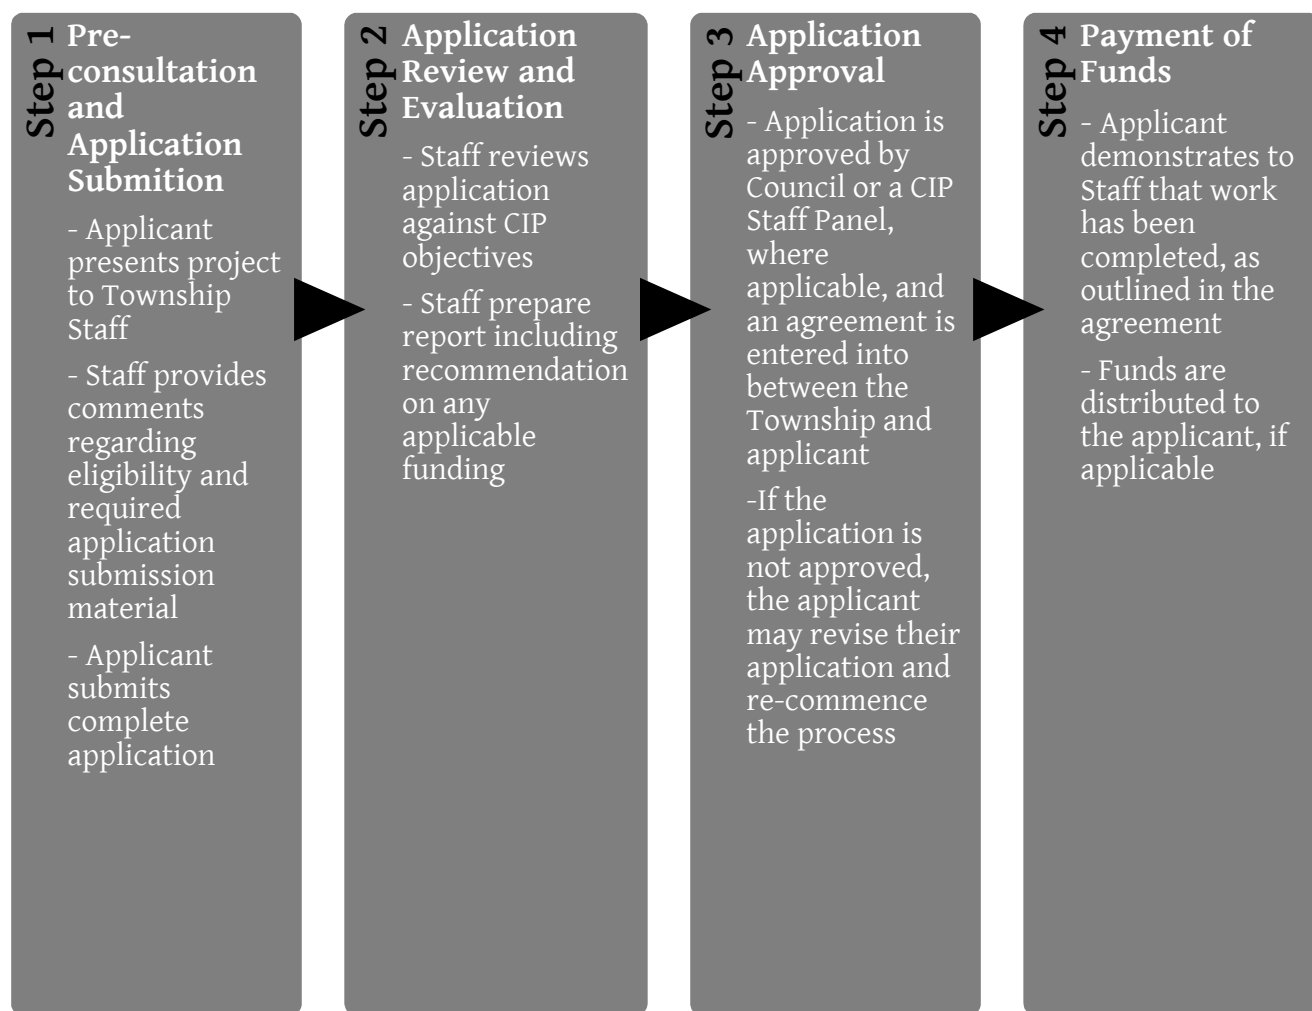 Step 1
Pre-
consultation
and
Application
Submition
- Applicant
presents project
to Township
Staff
- Staff provides
comments
regarding
eligibility and
required
application
submission
material
- Applicant
submits
complete
application
Step 2
Application
Review and
Evaluation
- Staff reviews
application
against CIP
objectives
- Staff prepare
report including
recommendation
on any
applicable
funding
Step 3
Application
Approval
- Application is
approved by
Council or a CIP
Staff Panel,
where
applicable, and
an agreement is
entered into
between the
Township and
applicant
-If the
application is
not approved,
the applicant
may revise their
application and
re-commence
the process
Step 4
Payment of
Funds
- Applicant
demonstrates to
Staff that work
has been
completed, as
outlined in the
agreement
- Funds are
distributed to
the applicant, if
applicable